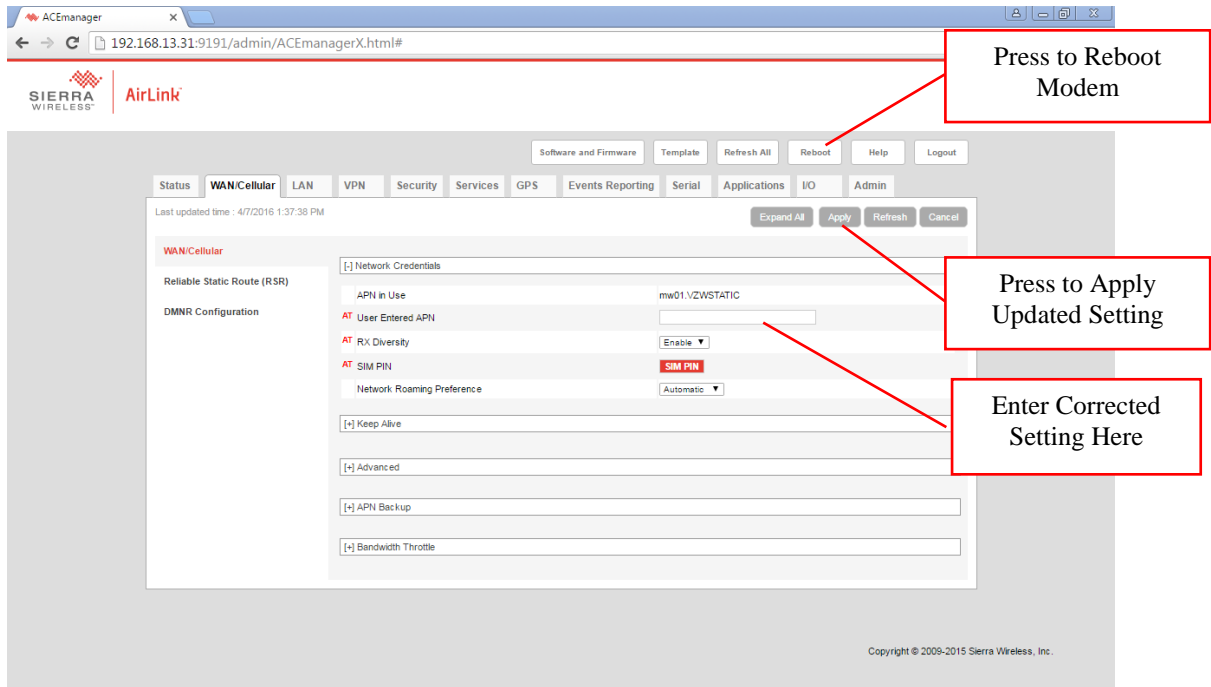 ACEmanager
192.168.13.31:9191/admin/ACEmanagerX.html#
Press to Reboot
Modem
SIERRA
WIRELESS
AirLink
Software and Firmware Template Refresh All Reboot Help Logout
Status WAN/Cellular LAN VPN Security Services GPS Events Reporting Serial Applications I/O Admin
Last updated time : 4/7/2016 1:37:38 PM
Expand All Apply Refresh Cancel
WAN/Cellular
Reliable Static Route (RSR)
DMNR Configuration
[-] Network Credentials
APN in Use mw01.VZWSTATIC
AT User Entered APN
AT RX Diversity Enable
AT SIM PIN SIM PIN
Network Roaming Preference Automatic
[+] Keep Alive
[+] Advanced
[+] APN Backup
[+] Bandwidth Throttle
Press to Apply
Updated Setting
Enter Corrected
Setting Here
Copyright © 2009-2015 Sierra Wireless, Inc.